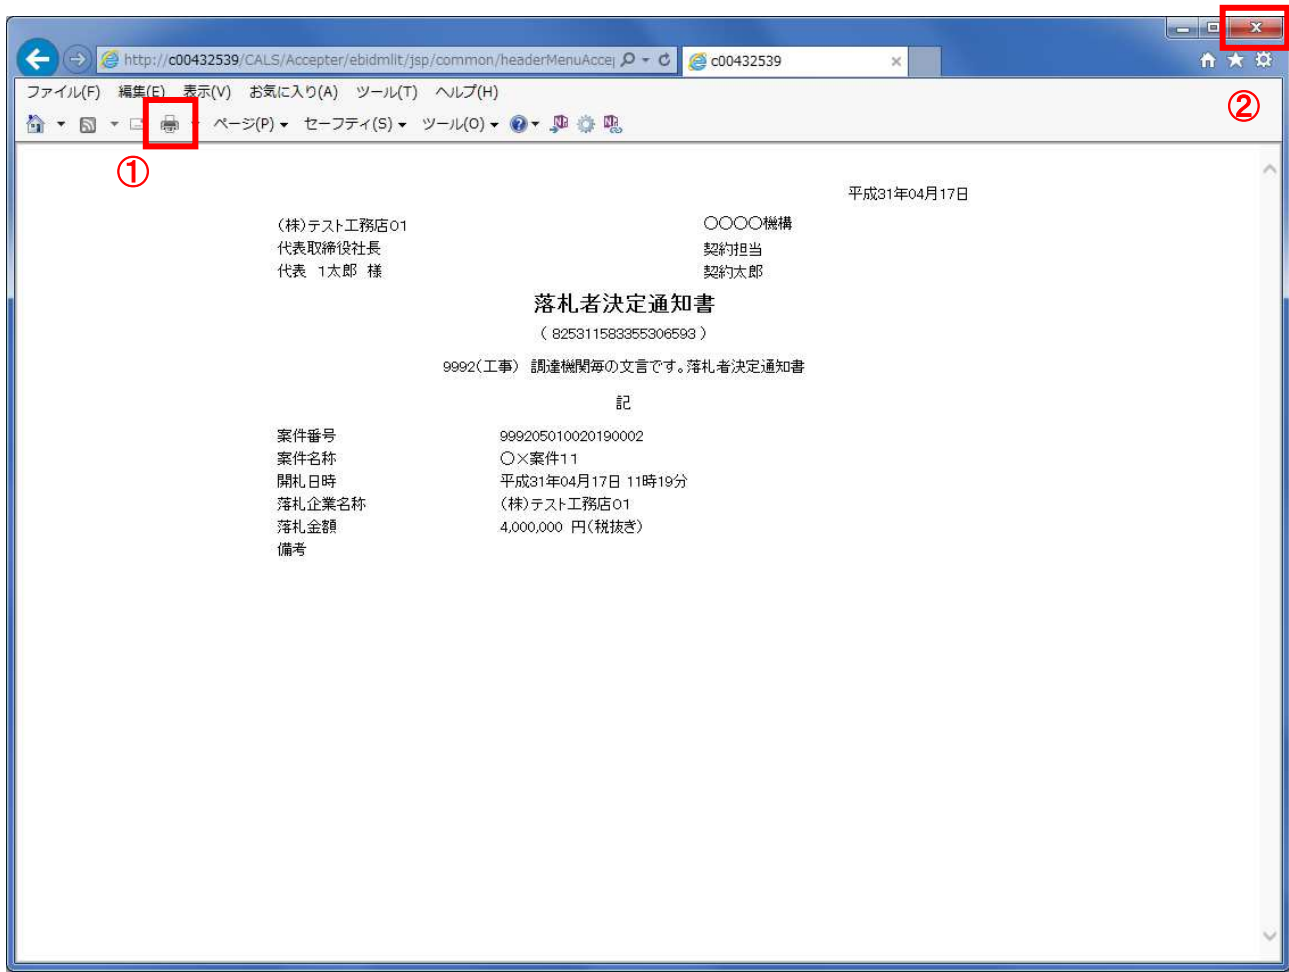 ②
http://c00432539/CALS/Accepter/ebidmlit/jsp/common/headerMenuAccej
c00432539
ファイル(F) 編集(E) 表示(V) お気に入り(A) ツール(T) ヘルプ(H)
ページ(P) セーフティ(S) ツール(O)
①
平成31年04月17日
(株)テスト工務店01
〇〇〇〇機構
代表取締役社長
契約担当
代表 1太郎 様
契約太郎
落札者決定通知書
( 825311583355306593 )
9992(工事) 調達機関毎の文言です。落札者決定通知書
記
案件番号 999205010020190002
案件名称 〇×案件11
開札日時 平成31年04月17日 11時19分
落札企業名称 (株)テスト工務店01
落札金額 4,000,000 円(税抜き)
備考